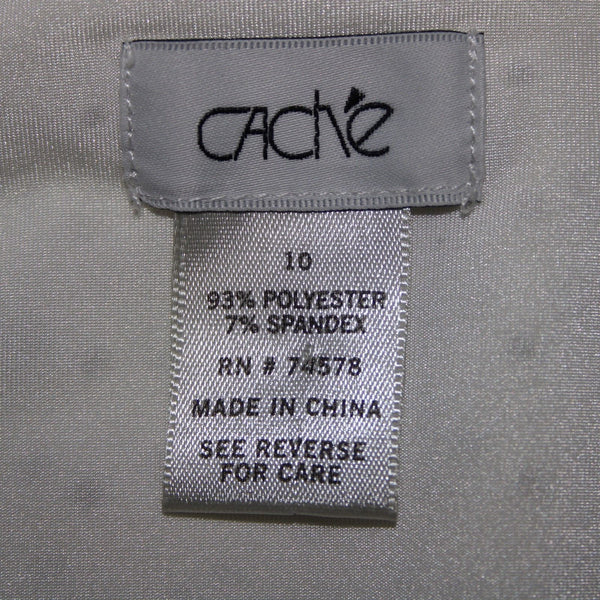 CACHÉ
10
93% POLYESTER
7% SPANDEX
RN # 74578
MADE IN CHINA
SEE REVERSE
FOR CARE